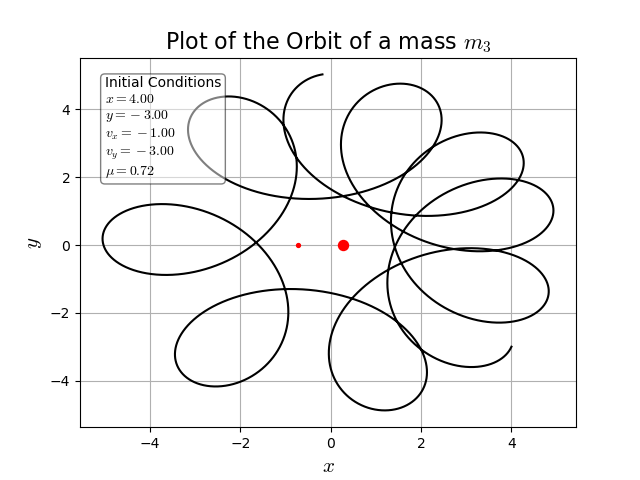 Plot of the Orbit of a mass m₃
Initial Conditions
x = 4.00
y = −3.00
vₓ = −1.00
v_y = −3.00
μ = 0.72
4
2
0
−2
−4
y
−4
−2
0
2
4
x